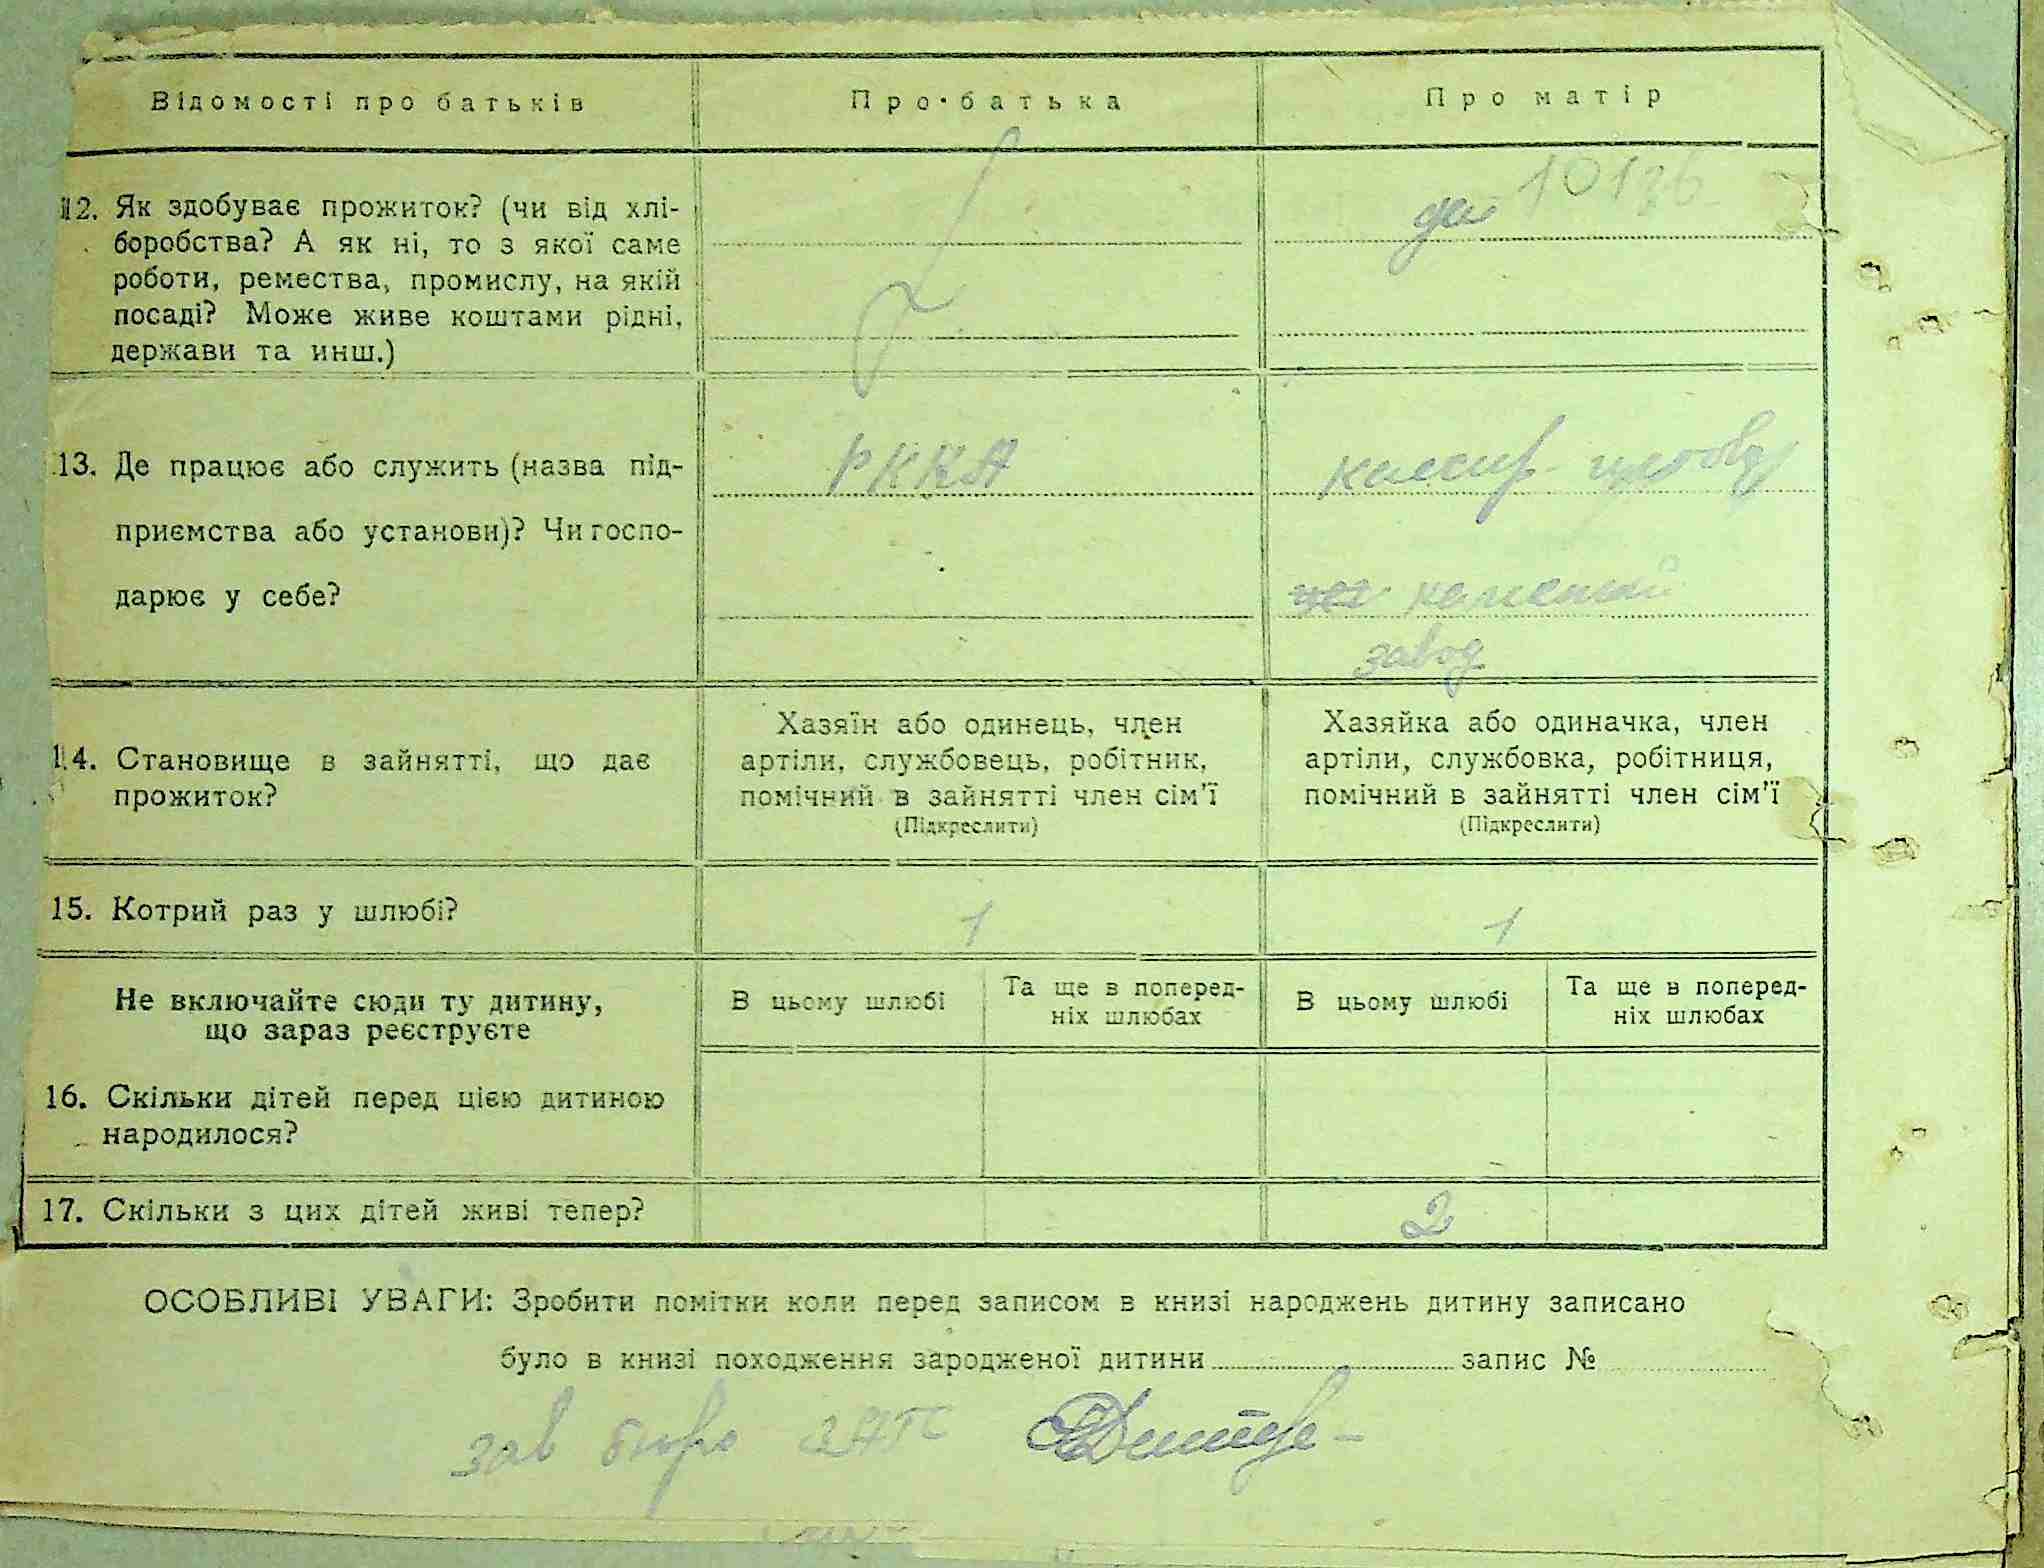 Відомості про батьків
Про батька
Про матір
12. Як здобуває прожиток? (чи від хлі-
боробства? А як ні, то з якої саме
роботи, ремества, промислу, на якій
посаді? Може живе коштами рідні,
держави та инш.)
13. Де працює або служить (назва під-
приємства або установи)? Чи госпо-
дарює у себе?
РККА
кассир
завод
14. Становище в зайнятті, що дає
прожиток?
Хазяїн або одинець, член
артіли, службовець, робітник,
помічний в зайнятті член сім'ї
(Підкреслити)
Хазяйка або одиначка, член
артіли, службовка, робітниця,
помічний в зайнятті член сім'ї
(Підкреслити)
15. Котрий раз у шлюбі?
1
1
Не включайте сюди ту дитину,
що зараз реєструєте
В цьому шлюбі
Та ще в поперед-
ніх шлюбах
В цьому шлюбі
Та ще в поперед-
ніх шлюбах
16. Скільки дітей перед цією дитиною
народилося?
17. Скільки з цих дітей живі тепер?
2
ОСОБЛИВІ УВАГИ: Зробити помітки коли перед записом в книзі народжень дитину записано
було в книзі походження зародженої дитини запис №
зав бюро